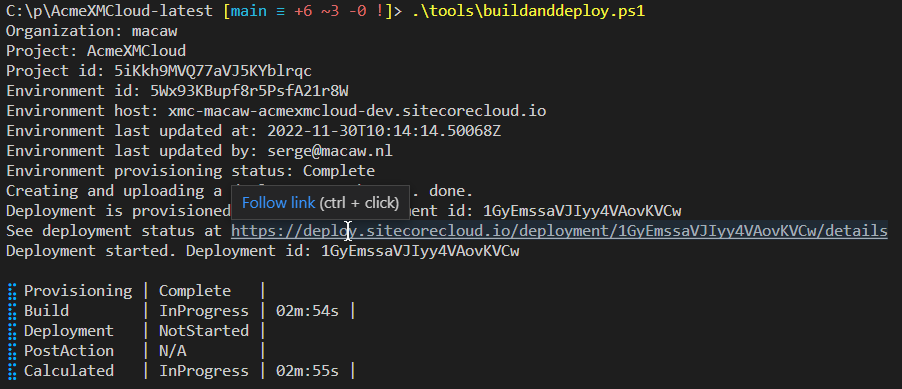 C:\p\AcmeXMCloud-latest [main ≡ +6 ~3 -0 !]> .\tools\buildanddeploy.ps1
Organization: macaw
Project: AcmeXMCloud
Project id: 5iKkh9MVQ77aVJ5KYblrqc
Environment id: 5Wx93KBupf8r5PsfA21r8W
Environment host: xmc-macaw-acmexmcloud-dev.sitecorecloud.io
Environment last updated at: 2022-11-30T10:14:14.50068Z
Environment last updated by: serge@macaw.nl
Environment provisioning status: Complete
Creating and uploading a . done.
Follow link (ctrl + click)
Deployment is provisioned id: 1GyEmssaVJIyy4VAovKVCw
See deployment status at https://deploy.sitecorecloud.io/deployment/1GyEmssaVJIyy4VAovKVCw/details
Deployment started. Deployment id: 1GyEmssaVJIyy4VAovKVCw
Provisioning | Complete |
Build | InProgress | 02m:54s |
Deployment | NotStarted |
PostAction | N/A |
Calculated | InProgress | 02m:55s |